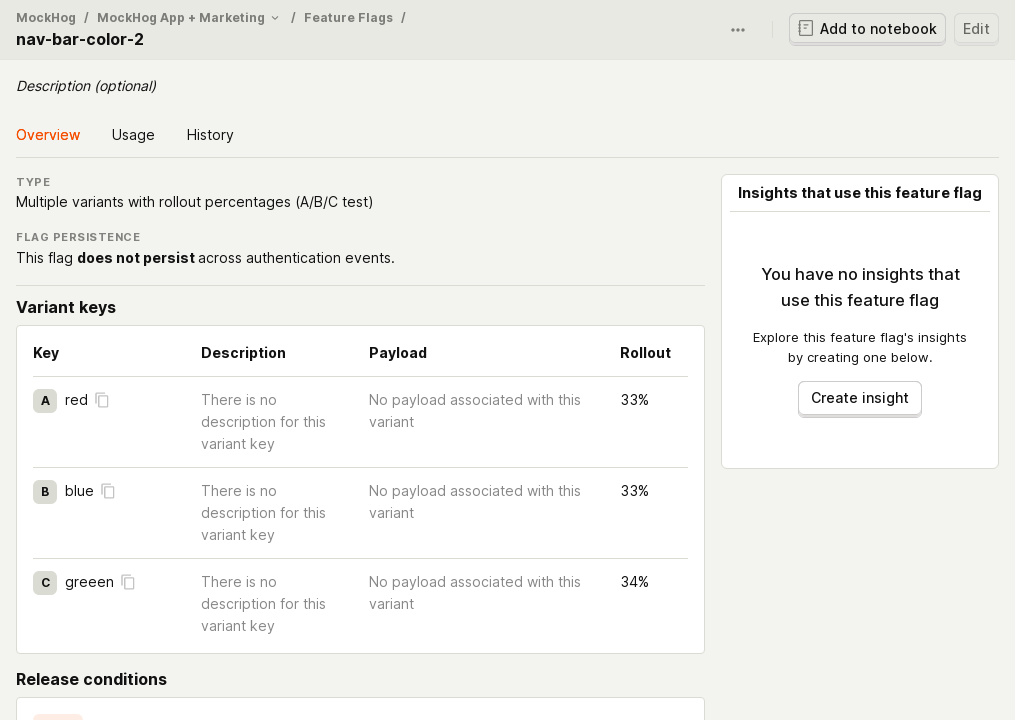 MockHog / MockHog App + Marketing / Feature Flags /
nav-bar-color-2
Add to notebook
Edit
Description (optional)
Overview Usage History
TYPE
Multiple variants with rollout percentages (A/B/C test)
FLAG PERSISTENCE
This flag does not persist across authentication events.
Variant keys
Key Description Payload Rollout
A red There is no description for this variant key No payload associated with this variant 33%
B blue There is no description for this variant key No payload associated with this variant 33%
C greeen There is no description for this variant key No payload associated with this variant 34%
Release conditions
Insights that use this feature flag
You have no insights that
use this feature flag
Explore this feature flag's insights
by creating one below.
Create insight